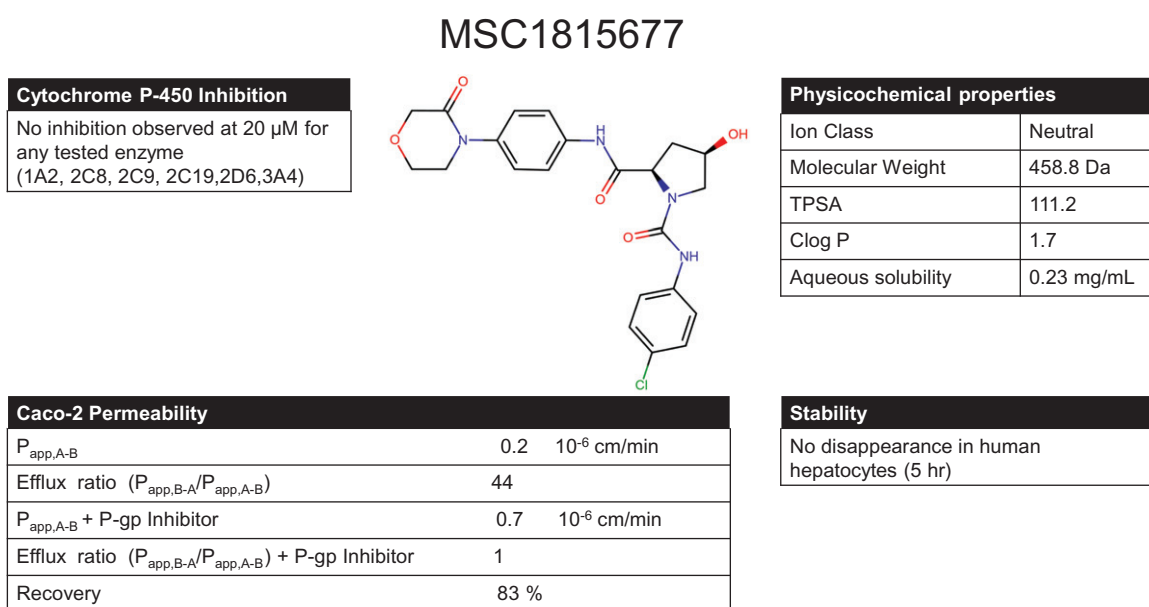 MSC1815677
Cytochrome P-450 Inhibition
No inhibition observed at 20 µM for
any tested enzyme
(1A2, 2C8, 2C9, 2C19,2D6,3A4)
O
O
N
H
N
O
OH
N
O
NH
Cl
Physicochemical properties
Ion Class Neutral
Molecular Weight 458.8 Da
TPSA 111.2
Clog P 1.7
Aqueous solubility 0.23 mg/mL
Caco-2 Permeability
Papp,A-B 0.2 10-6 cm/min
Efflux ratio (Papp,B-A/Papp,A-B) 44
Papp,A-B + P-gp Inhibitor 0.7 10-6 cm/min
Efflux ratio (Papp,B-A/Papp,A-B) + P-gp Inhibitor 1
Recovery 83 %
Stability
No disappearance in human
hepatocytes (5 hr)